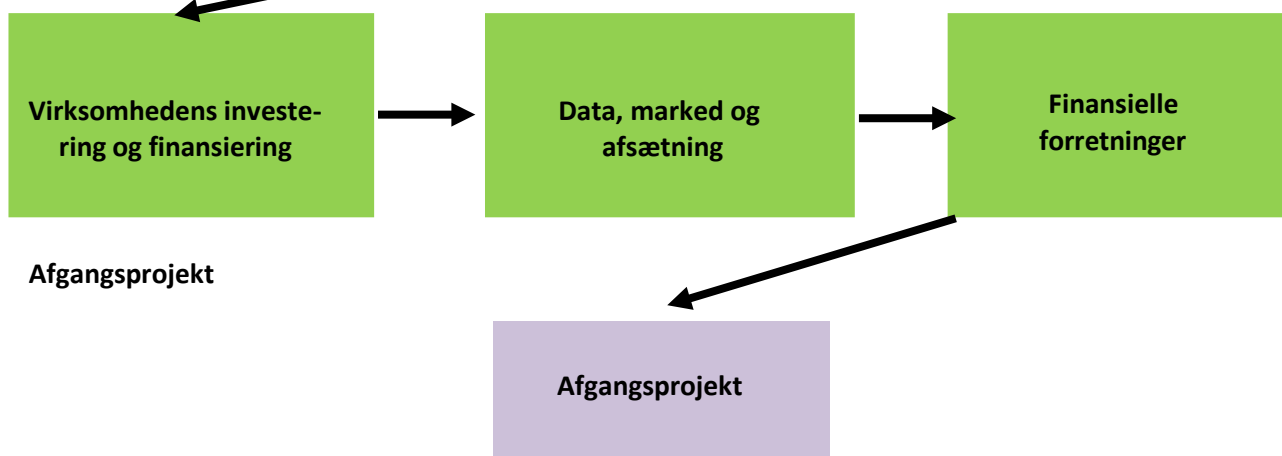 Virksomhedens investe-
ring og finansiering
Data, marked og
afsætning
Finansielle
forretninger
Afgangsprojekt
Afgangsprojekt